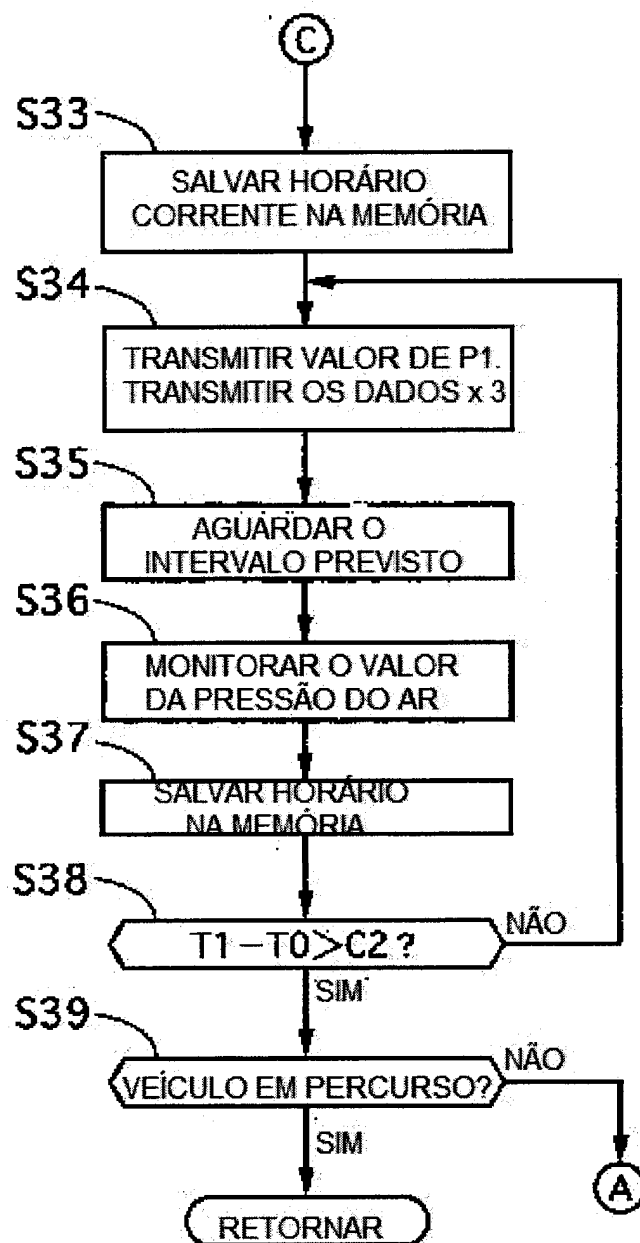 C
S33
SALVAR HORÁRIO
CORRENTE NA MEMÓRIA
S34
TRANSMITIR VALOR DE P1.
TRANSMITIR OS DADOS x 3
S35
AGUARDAR O
INTERVALO PREVISTO
S36
MONITORAR O VALOR
DA PRESSÃO DO AR
S37
SALVAR HORÁRIO
NA MEMÓRIA
S38
T1-T0>C2?
NÃO
SIM
S39
VEÍCULO EM PERCURSO?
NÃO
SIM
A
RETORNAR